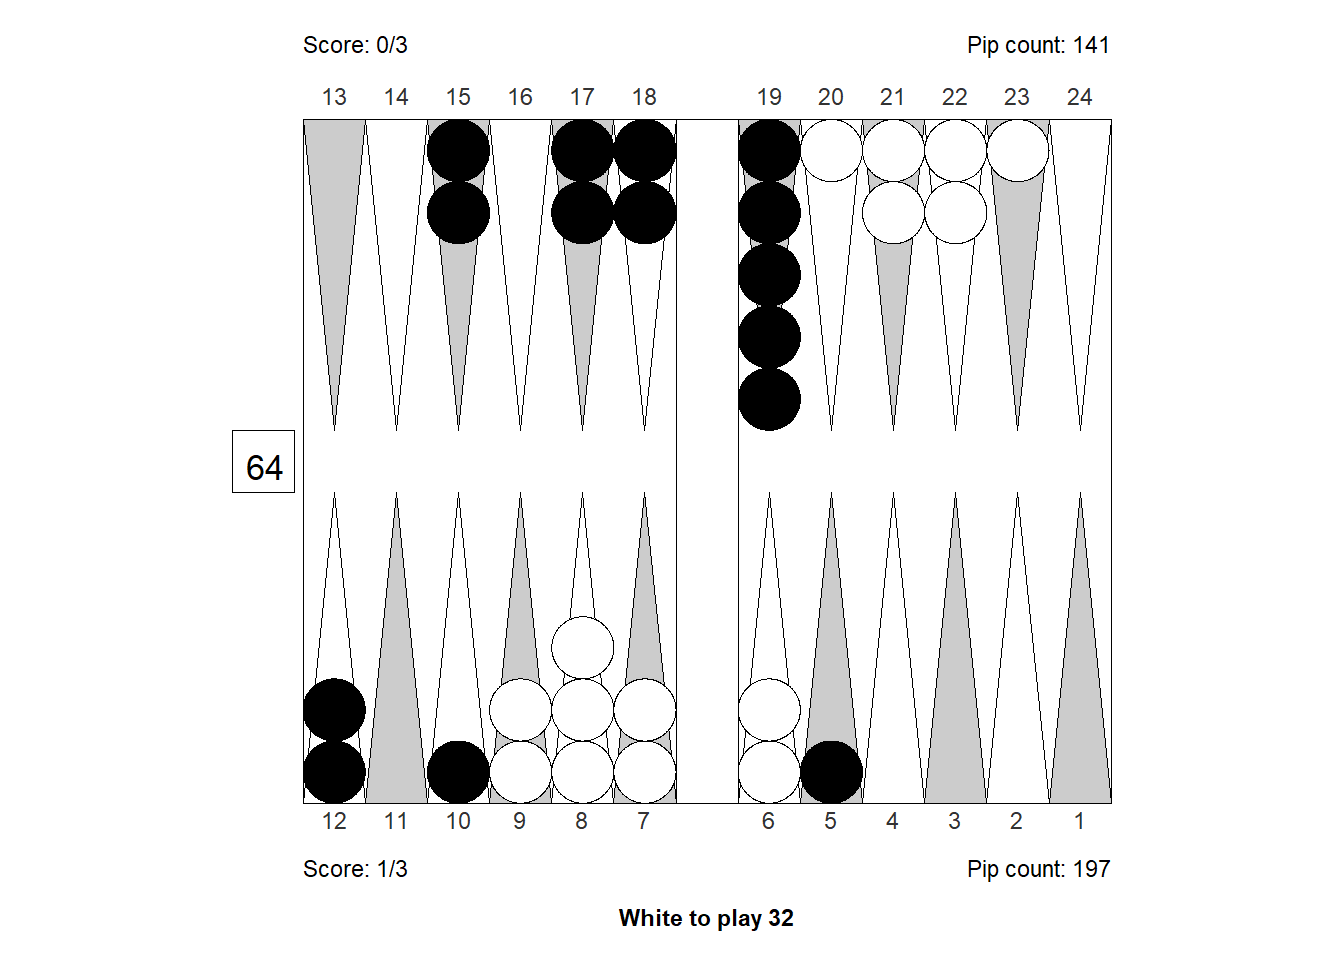 Score: 0/3 Pip count: 141
13 14 15 16 17 18 19 20 21 22 23 24
64
12 11 10 9 8 7 6 5 4 3 2 1
Score: 1/3 Pip count: 197
White to play 32